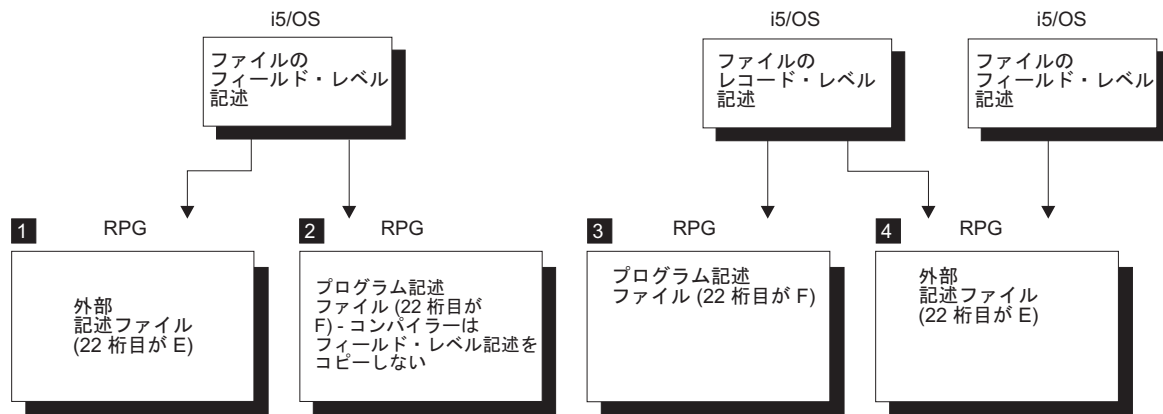 i5/OS
ファイルの
フィールド・レベル
記述
i5/OS
ファイルの
レコード・レベル
記述
i5/OS
ファイルの
フィールド・レベル
記述
1 RPG
外部
記述ファイル
(22 桁目が E)
2 RPG
プログラム記述
ファイル (22 桁目が
F) - コンパイラーは
フィールド・レベル記述を
コピーしない
3 RPG
プログラム記述
ファイル (22 桁目が F)
4 RPG
外部
記述ファイル
(22 桁目が E)